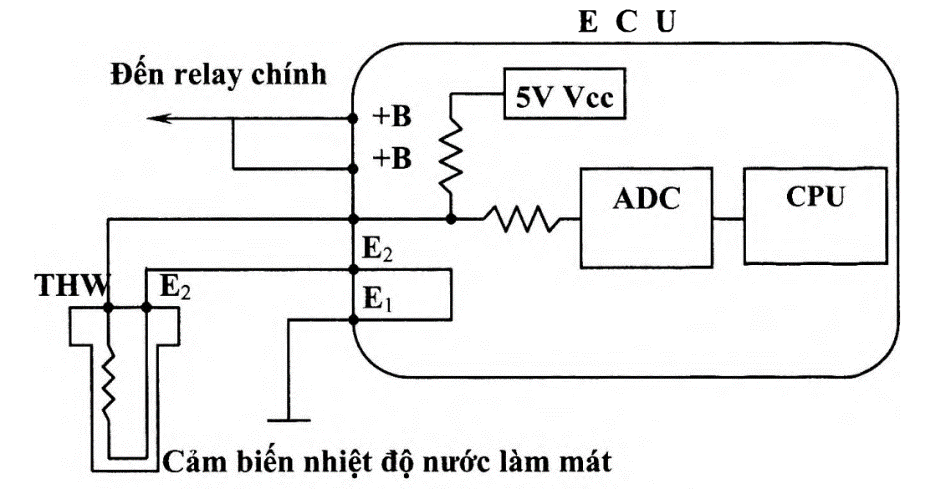 E C U
Đến relay chính
5V Vcc
+B
+B
ADC
CPU
E₂
THW
E₂
E₁
Cảm biến nhiệt độ nước làm mát